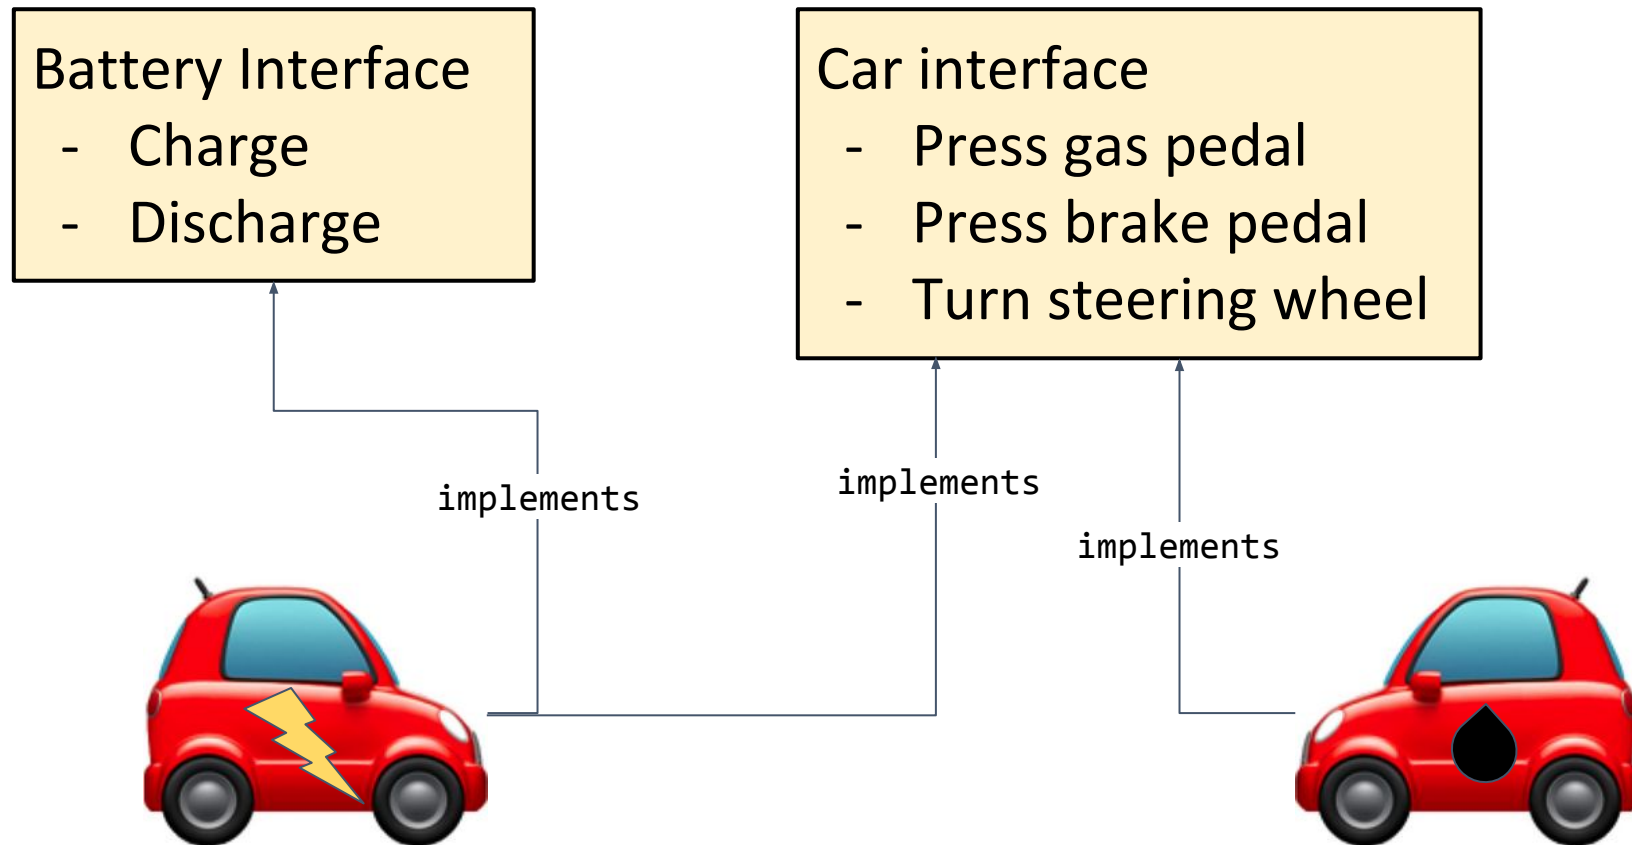 Battery Interface
- Charge
- Discharge
Car interface
- Press gas pedal
- Press brake pedal
- Turn steering wheel
implements
implements
implements